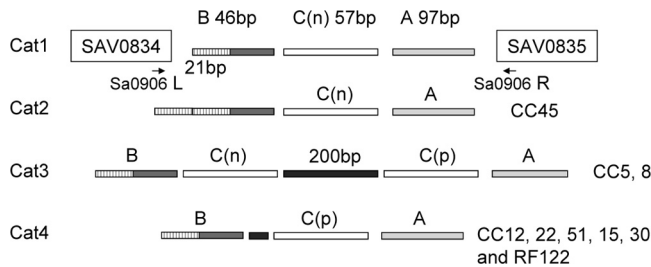 B 46bp C(n) 57bp A 97bp
Cat1 SAV0834 SAV0835
21bp
Sa0906 L Sa0906 R
C(n) A
Cat2 CC45
B C(n) 200bp C(p) A
Cat3 CC5, 8
B C(p) A
Cat4 CC12, 22, 51, 15, 30
and RF122